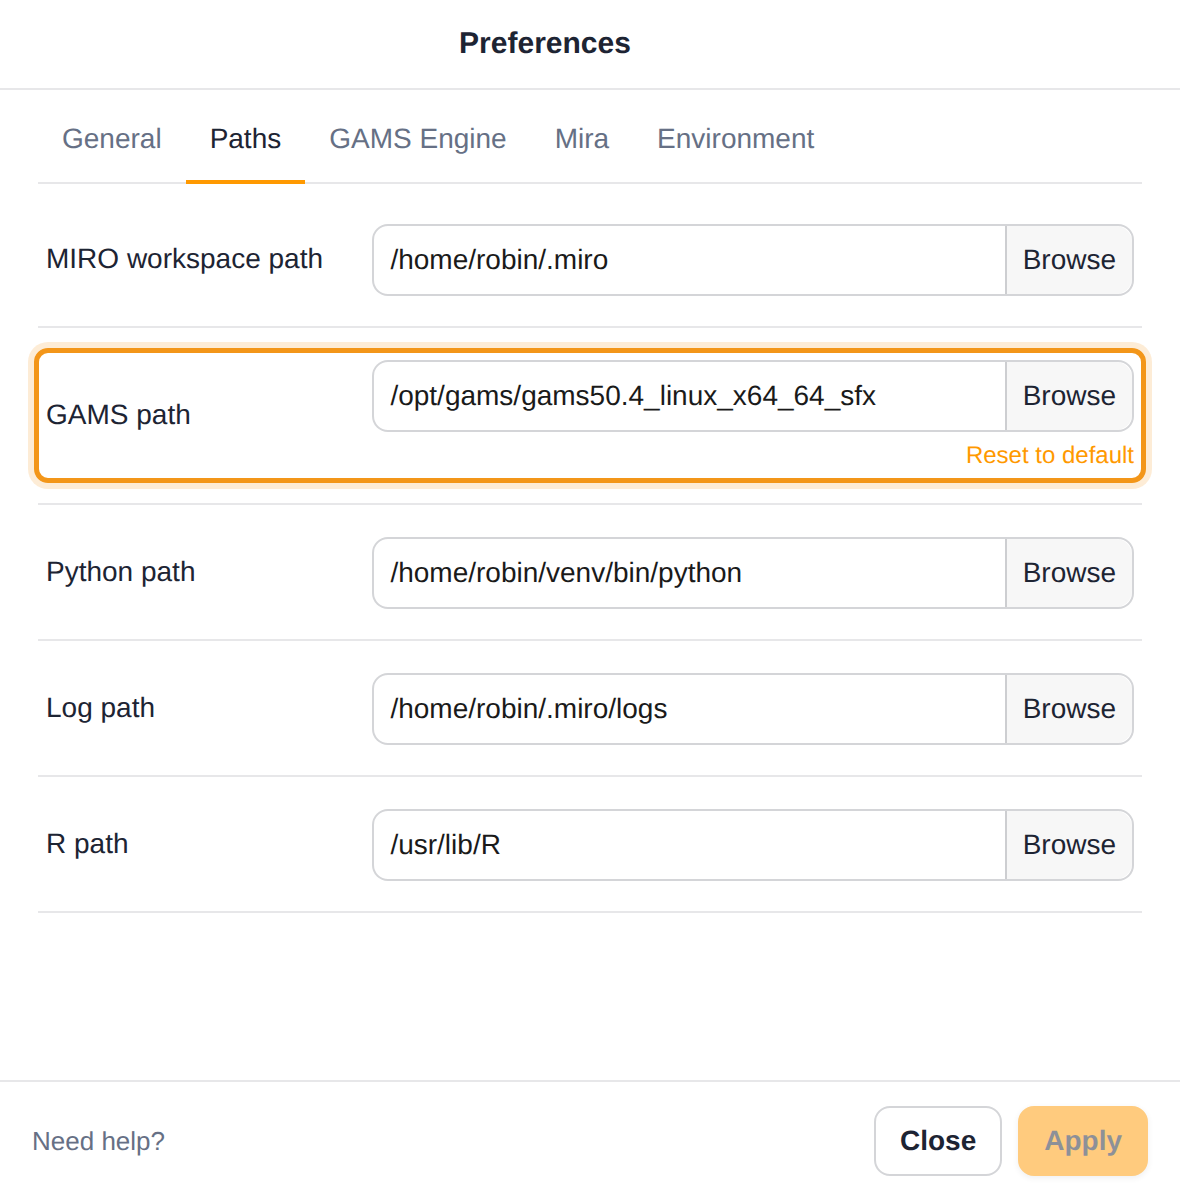 Preferences
General Paths GAMS Engine Mira Environment
MIRO workspace path /home/robin/.miro Browse
GAMS path /opt/gams/gams50.4_linux_x64_64_sfx Browse
Reset to default
Python path /home/robin/venv/bin/python Browse
Log path /home/robin/.miro/logs Browse
R path /usr/lib/R Browse
Need help? Close Apply